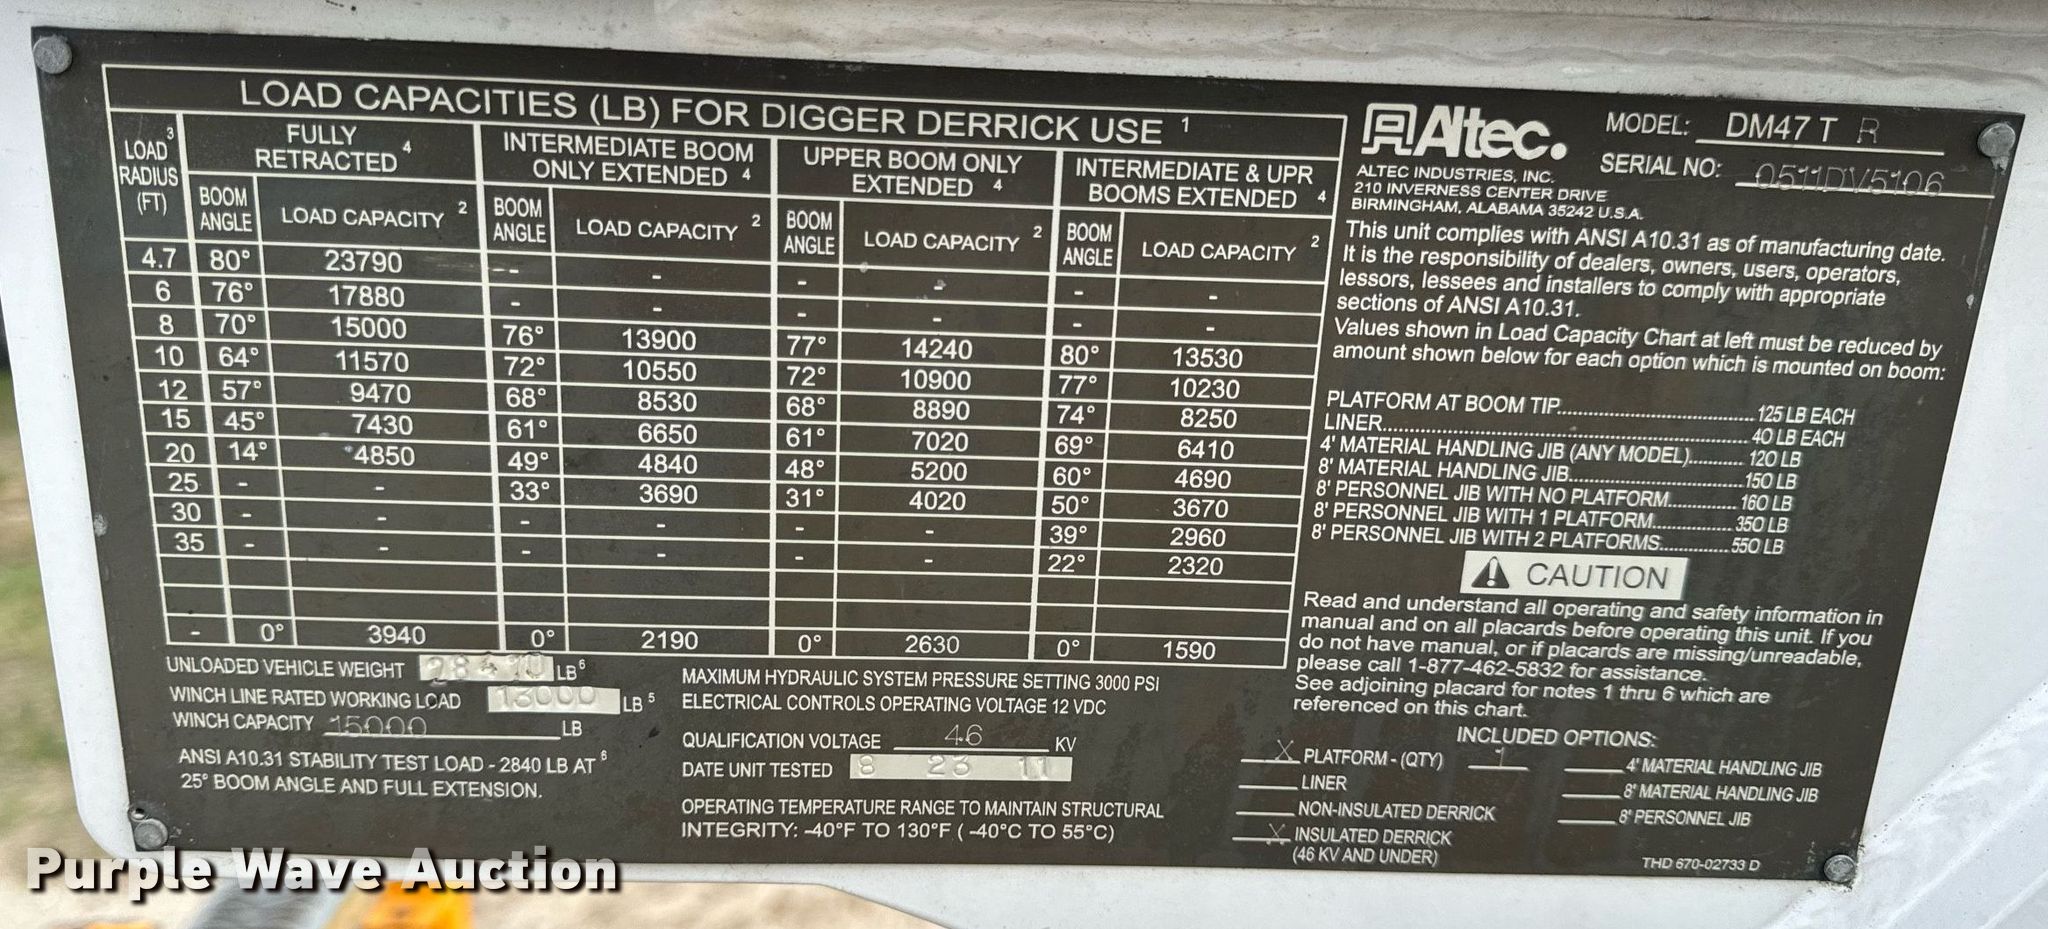 LOAD CAPACITIES (LB) FOR DIGGER DERRICK USE 1
LOAD RADIUS (FT) 3 | FULLY RETRACTED 4 | INTERMEDIATE BOOM ONLY EXTENDED 4 | UPPER BOOM ONLY EXTENDED 4 | INTERMEDIATE & UPR BOOMS EXTENDED 4
BOOM ANGLE | LOAD CAPACITY 2 | BOOM ANGLE | LOAD CAPACITY 2 | BOOM ANGLE | LOAD CAPACITY 2 | BOOM ANGLE | LOAD CAPACITY 2
4.7 | 80° | 23790 | -- | - | - | - | - | -
6 | 76° | 17880 | - | - | - | - | - | -
8 | 70° | 15000 | 76° | 13900 | 77° | 14240 | 80° | 13530
10 | 64° | 11570 | 72° | 10550 | 72° | 10900 | 77° | 10230
12 | 57° | 9470 | 68° | 8530 | 68° | 8890 | 74° | 8250
15 | 45° | 7430 | 61° | 6650 | 61° | 7020 | 69° | 6410
20 | 14° | 4850 | 49° | 4840 | 48° | 5200 | 60° | 4690
25 | - | - | 33° | 3690 | 31° | 4020 | 50° | 3670
30 | - | - | - | - | - | - | 39° | 2960
35 | - | - | - | - | - | - | 22° | 2320
- | 0° | 3940 | 0° | 2190 | 0° | 2630 | 0° | 1590
UNLOADED VEHICLE WEIGHT 28490 LB 6
WINCH LINE RATED WORKING LOAD 13000 LB 5
WINCH CAPACITY 15000 LB
ANSI A10.31 STABILITY TEST LOAD - 2840 LB AT 6
25° BOOM ANGLE AND FULL EXTENSION.
MAXIMUM HYDRAULIC SYSTEM PRESSURE SETTING 3000 PSI
ELECTRICAL CONTROLS OPERATING VOLTAGE 12 VDC
QUALIFICATION VOLTAGE 46 KV
DATE UNIT TESTED 8 23 11
OPERATING TEMPERATURE RANGE TO MAINTAIN STRUCTURAL
INTEGRITY: -40°F TO 130°F ( -40°C TO 55°C)
Altec.
MODEL: DM47 T R
SERIAL NO: 0511DV5106
ALTEC INDUSTRIES, INC.
210 INVERNESS CENTER DRIVE
BIRMINGHAM, ALABAMA 35242 U.S.A.
This unit complies with ANSI A10.31 as of manufacturing date.
It is the responsibility of dealers, owners, users, operators,
lessors, lessees and installers to comply with appropriate
sections of ANSI A10.31.
Values shown in Load Capacity Chart at left must be reduced by
amount shown below for each option which is mounted on boom:
PLATFORM AT BOOM TIP...125 LB EACH
LINER...40 LB EACH
4' MATERIAL HANDLING JIB (ANY MODEL)...120 LB
8' MATERIAL HANDLING JIB...150 LB
8' PERSONNEL JIB WITH NO PLATFORM...160 LB
8' PERSONNEL JIB WITH 1 PLATFORM...350 LB
8' PERSONNEL JIB WITH 2 PLATFORMS...550 LB
CAUTION
Read and understand all operating and safety information in
manual and on all placards before operating this unit. If you
do not have manual, or if placards are missing/unreadable,
please call 1-877-462-5832 for assistance.
See adjoining placard for notes 1 thru 6 which are
referenced on this chart.
INCLUDED OPTIONS:
X PLATFORM - (QTY) 1
LINER
NON-INSULATED DERRICK
X INSULATED DERRICK
(46 KV AND UNDER)
4' MATERIAL HANDLING JIB
8' MATERIAL HANDLING JIB
8' PERSONNEL JIB
THD 670-02733 D
Purple Wave Auction